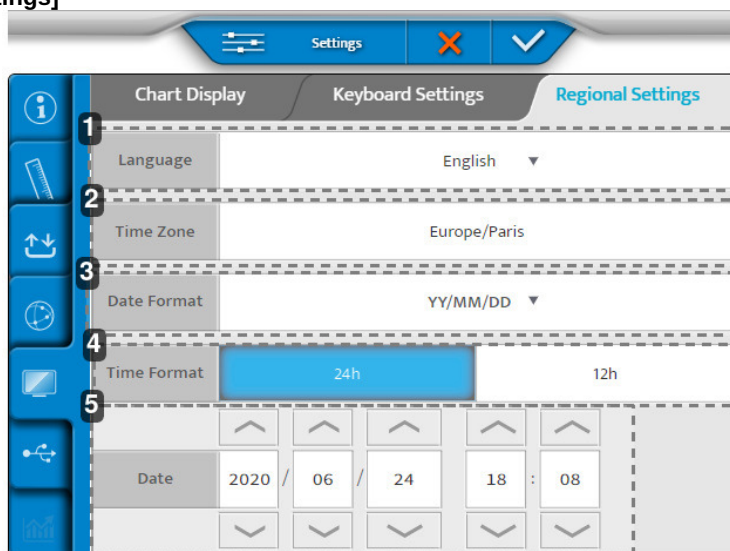 ings]
Settings
Chart Display Keyboard Settings Regional Settings
1
Language English
2
Time Zone Europe/Paris
3
Date Format YY/MM/DD
4
Time Format 24h 12h
5
Date 2020 / 06 / 24 18 : 08